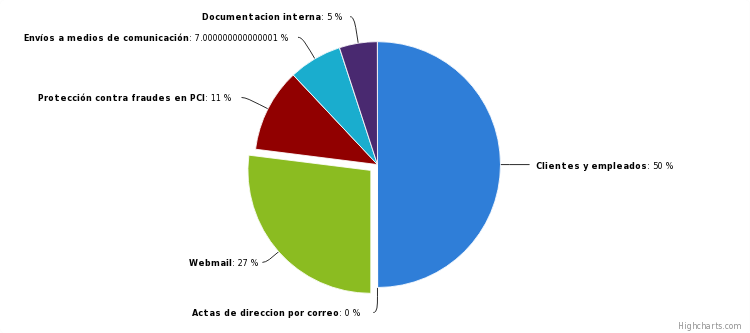 Documentacion interna: 5 %
Envíos a medios de comunicación: 7.000000000000001 %
Protección contra fraudes en PCI: 11 %
Clientes y empleados: 50 %
Webmail: 27 %
Actas de direccion por correo: 0 %
Highcharts.com